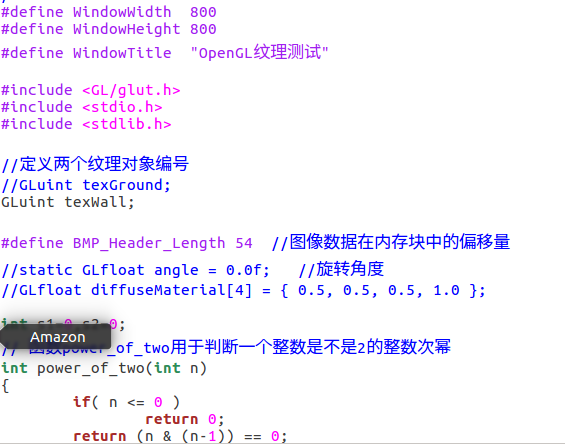 #define WindowWidth  800
#define WindowHeight 800
#define WindowTitle  "OpenGL纹理测试"
#include <GL/glut.h>
#include <stdio.h>
#include <stdlib.h>
//定义两个纹理对象编号
//GLuint texGround;
GLuint texWall;
#define BMP_Header_Length 54  //图像数据在内存块中的偏移量
//static GLfloat angle = 0.0f;   //旋转角度
//GLfloat diffuseMaterial[4] = { 0.5, 0.5, 0.5, 1.0 };
int s1=0,s2=0;
Amazon
// 函数power_of_two用于判断一个整数是不是2的整数次幂
int power_of_two(int n)
{
        if( n <= 0 )
                return 0;
        return (n & (n-1)) == 0;